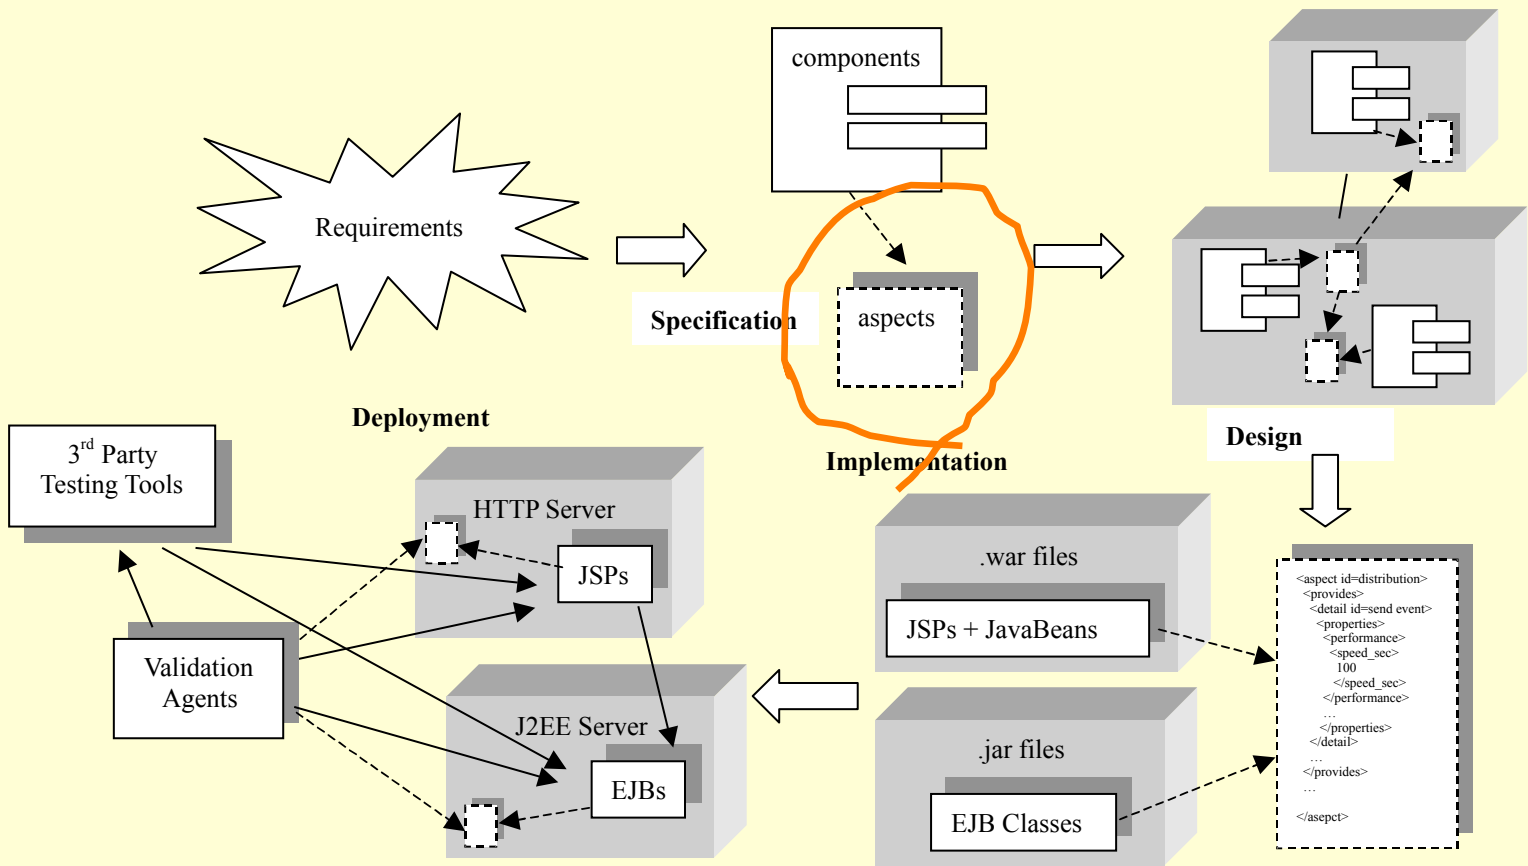 components
Requirements
Specification
aspects
Deployment
Implementation
Design
3rd Party
Testing Tools
HTTP Server
JSPs
Validation
Agents
J2EE Server
EJBs
.war files
JSPs + JavaBeans
.jar files
EJB Classes
<aspect id=distribution>
<provides>
<detail id=send event>
<properties>
<performance>
<speed_sec>
100
</speed_sec>
</performance>
…
</properties>
</detail>
…
</provides>
…
</asepct>